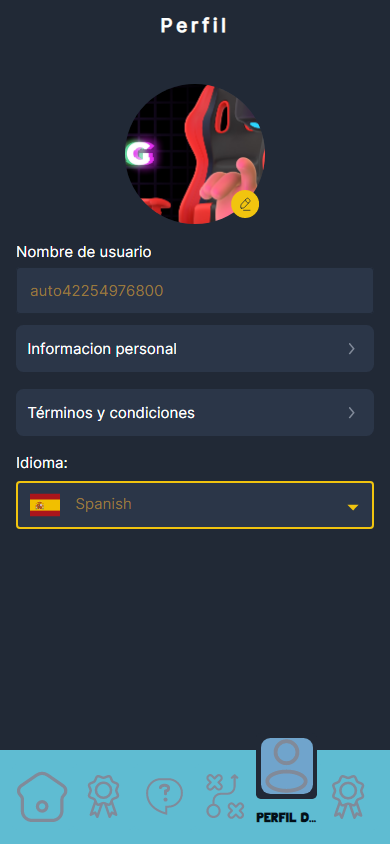 Perfil
G
Nombre de usuario
auto42254976800
Informacion personal
Términos y condiciones
Idioma:
Spanish
?
PERFIL D...